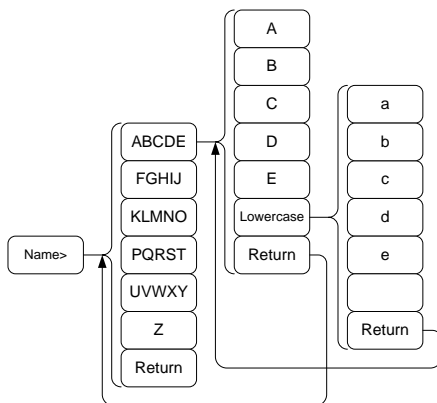 Name>
ABCDE
FGHIJ
KLMNO
PQRST
UVWXY
Z
Return
A
B
C
D
E
Lowercase
Return
a
b
c
d
e
Return